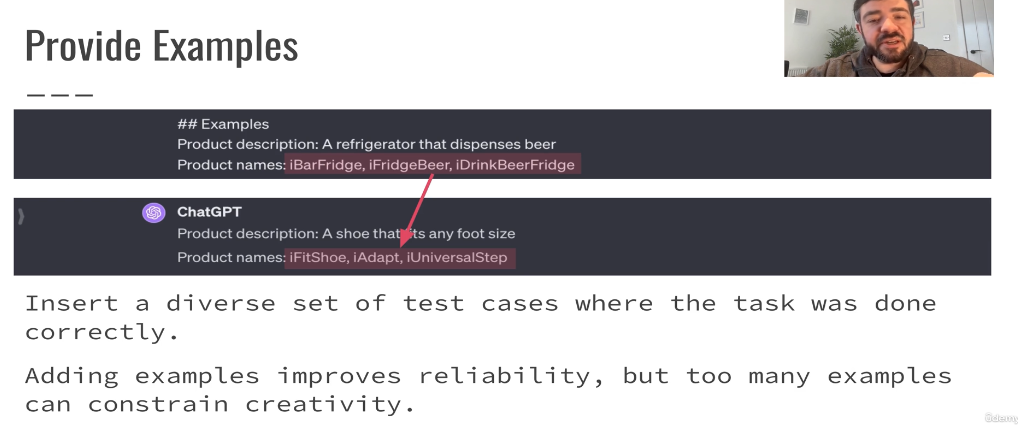 Provide Examples
## Examples
Product description: A refrigerator that dispenses beer
Product names: iBarFridge, iFridgeBeer, iDrinkBeerFridge
ChatGPT
Product description: A shoe that fits any foot size
Product names: iFitShoe, iAdapt, iUniversalStep
Insert a diverse set of test cases where the task was done
correctly.
Adding examples improves reliability, but too many examples
can constrain creativity.
Udemy